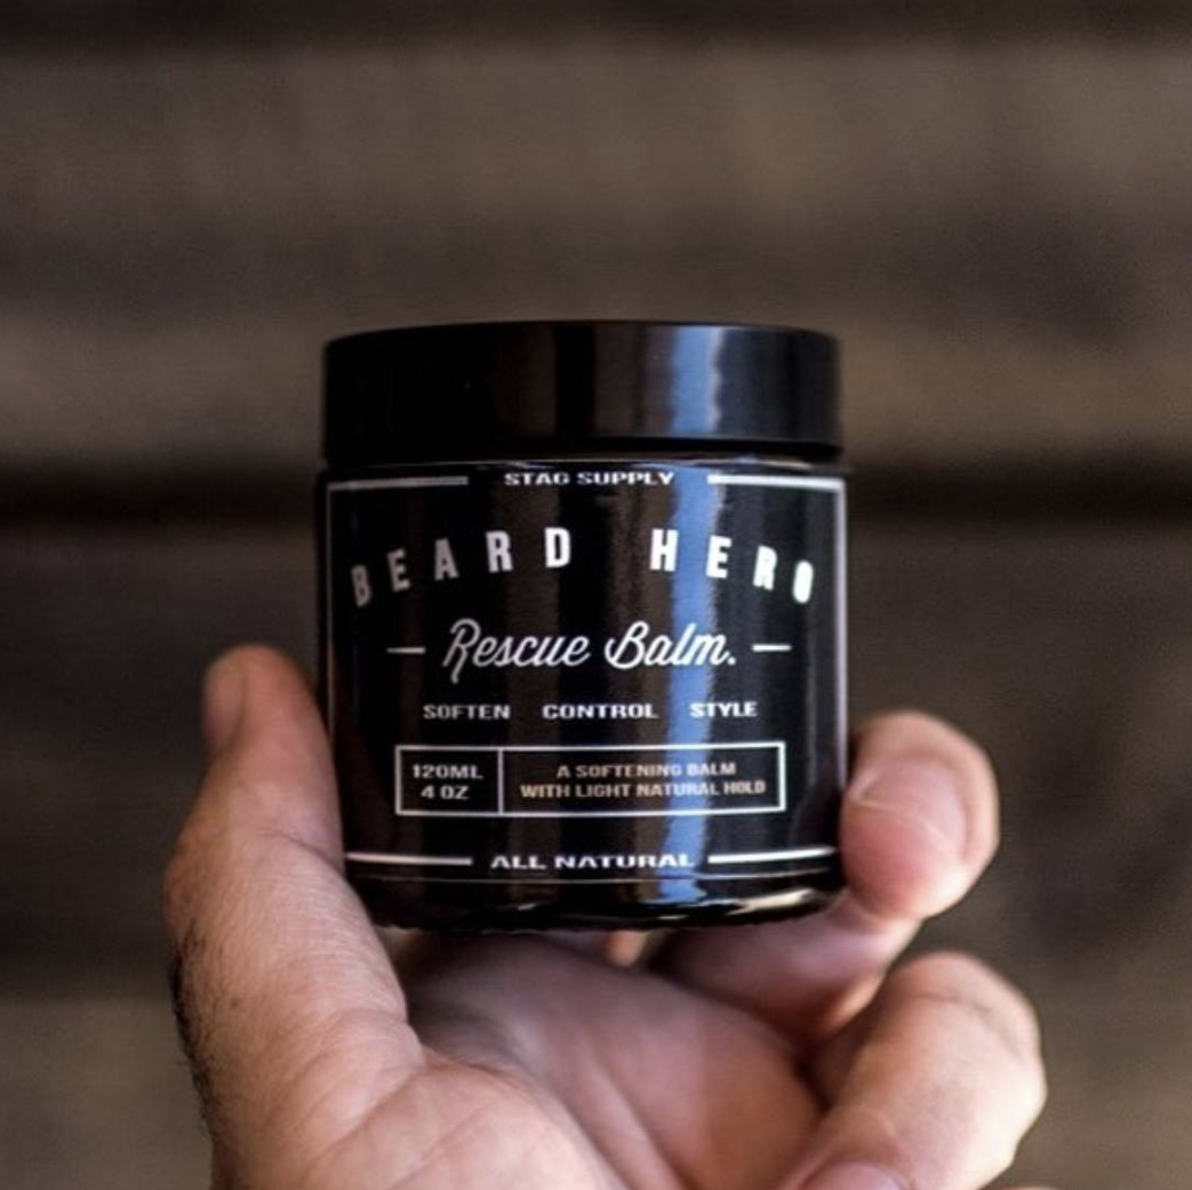 STAG SUPPLY
BEARD HERO
Rescue Balm.
SOFTEN CONTROL STYLE
120ML
4 OZ
A SOFTENING BALM
WITH LIGHT NATURAL HOLD
ALL NATURAL